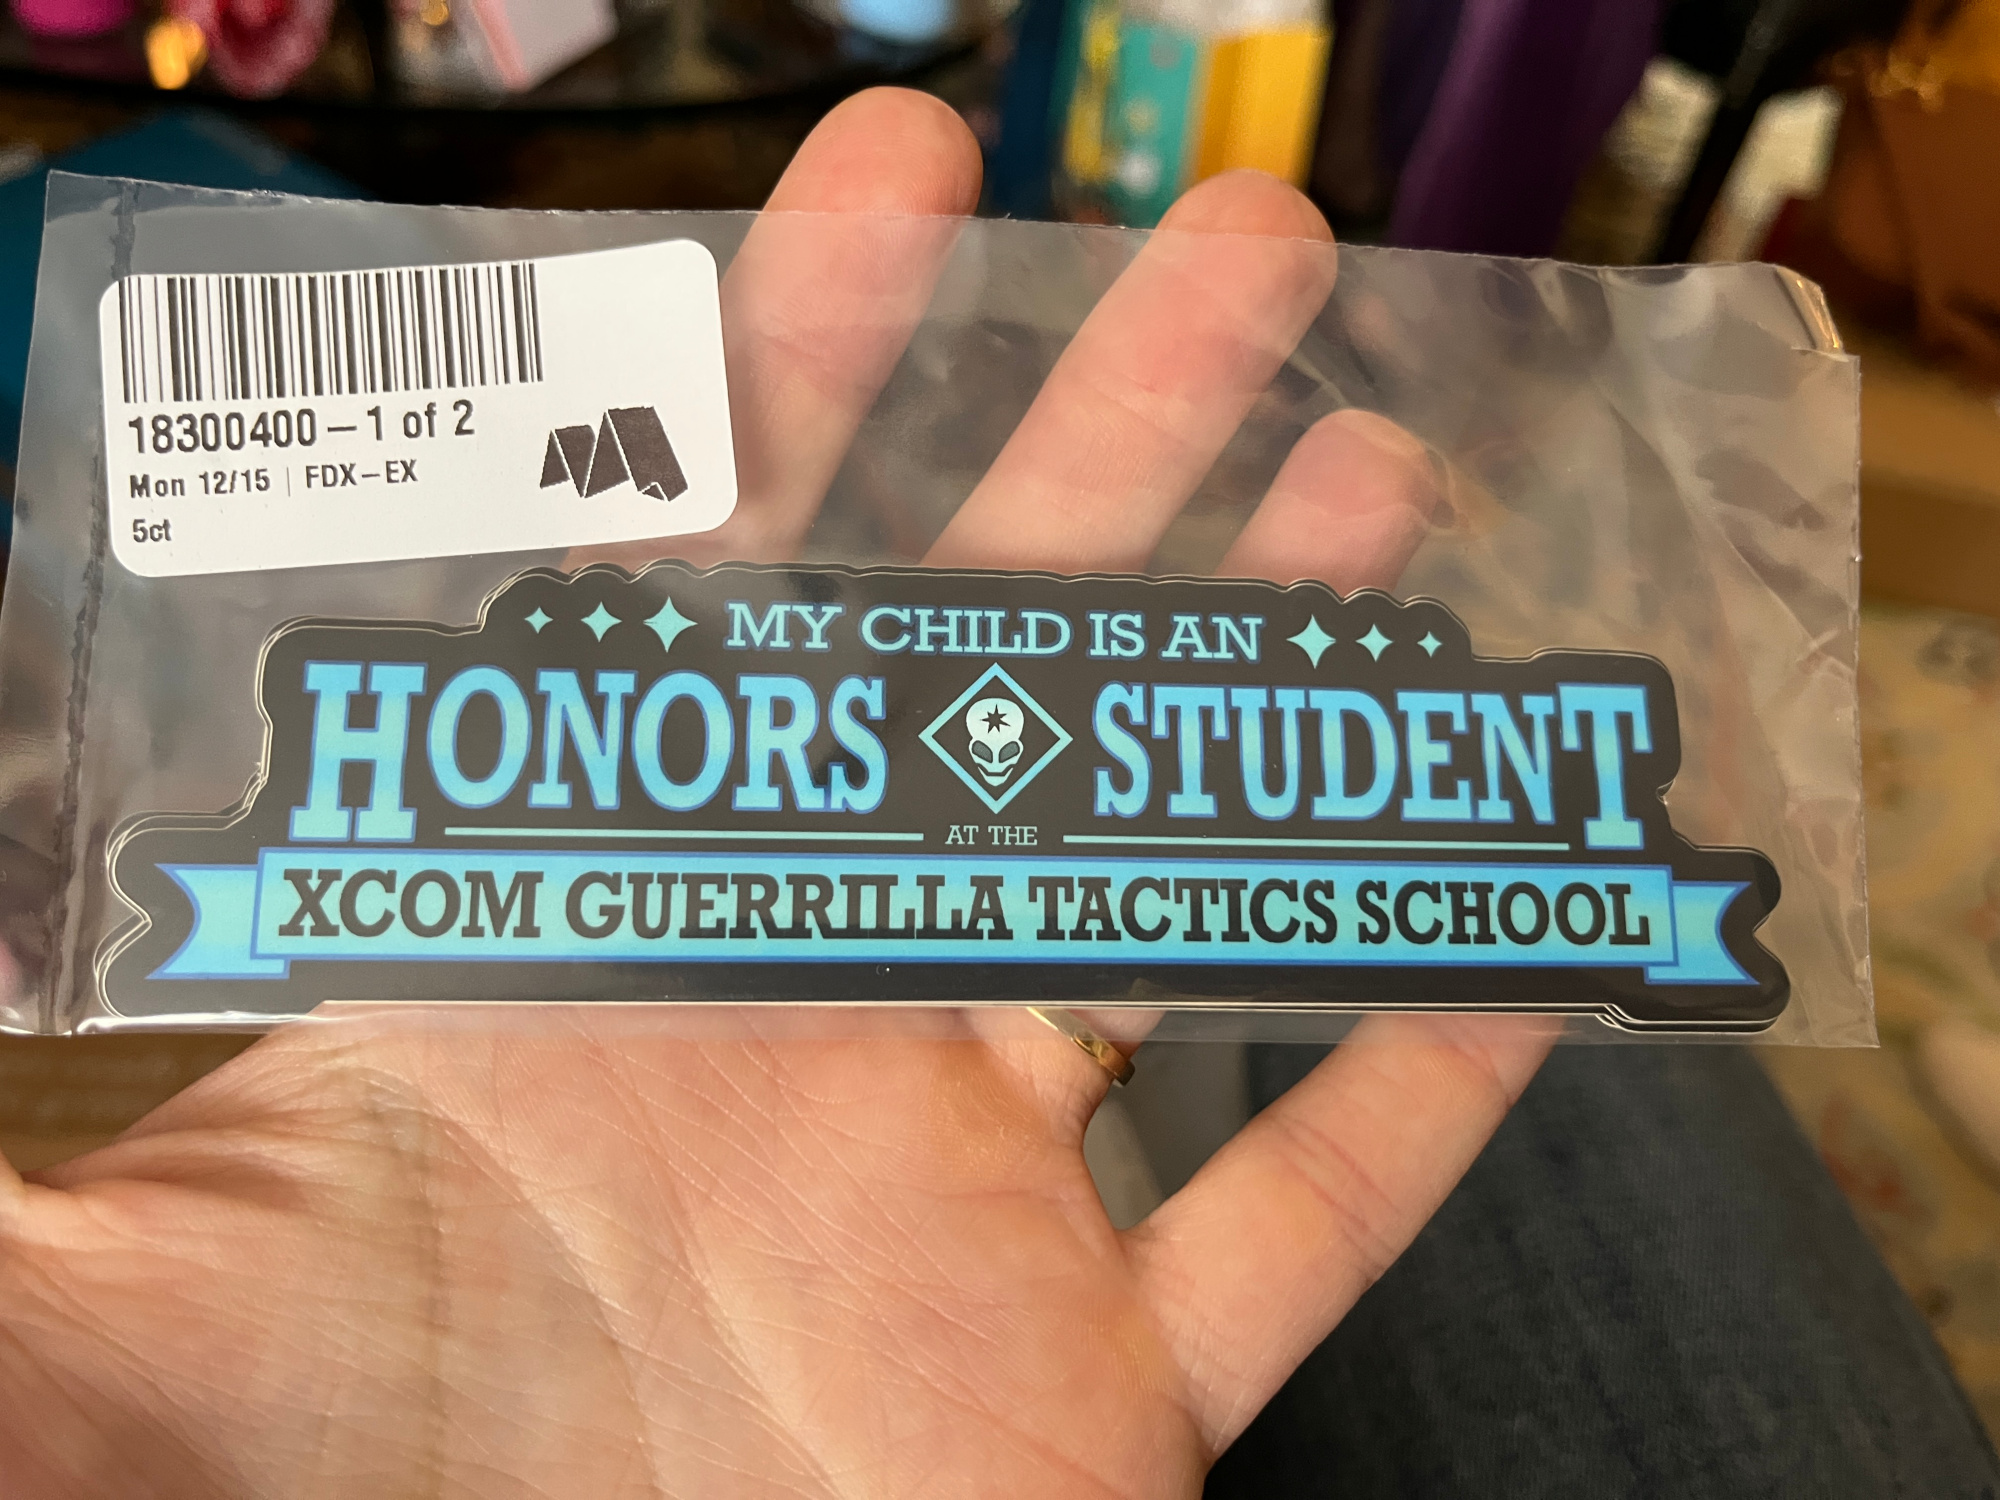 18300400 – 1 of 2
Mon 12/15 | FDX – EX
5ct
MY CHILD IS AN
HONORS STUDENT
AT THE
XCOM GUERRILLA TACTICS SCHOOL